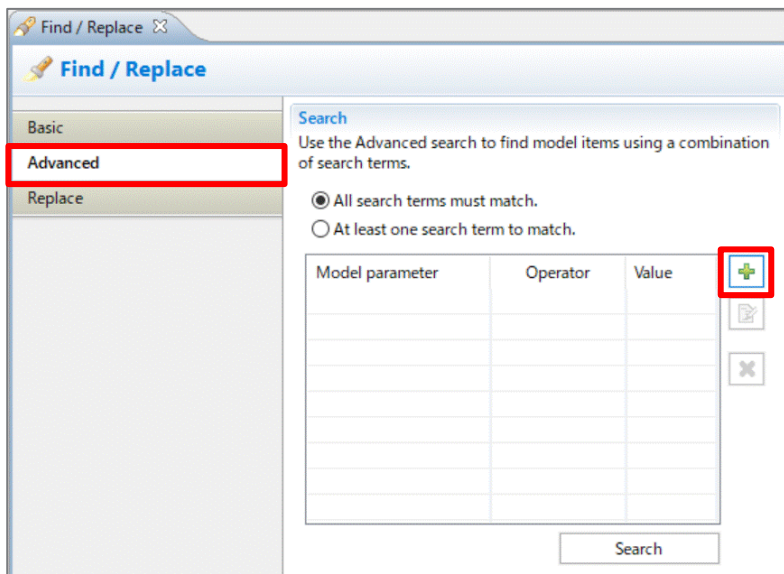 Find / Replace
Find / Replace
Basic
Advanced
Replace
Search
Use the Advanced search to find model items using a combination
of search terms.
All search terms must match.
At least one search term to match.
Model parameter Operator Value
Search